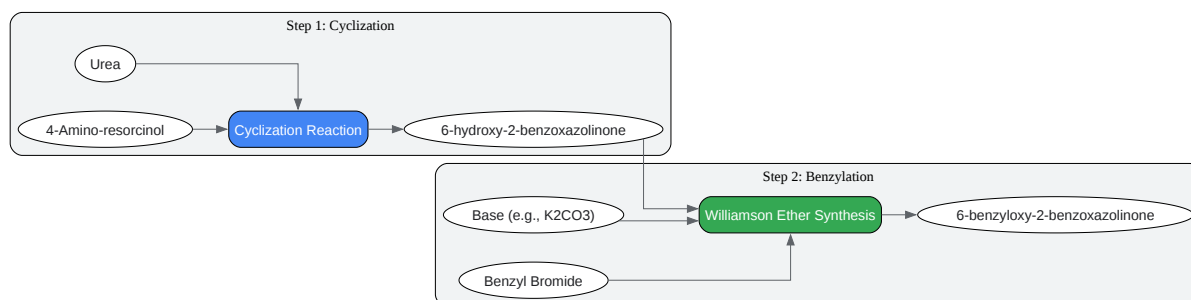 Step 1: Cyclization
Urea
4-Amino-resorcinol
Cyclization Reaction
6-hydroxy-2-benzoxazolinone
Step 2: Benzylation
Base (e.g., K2CO3)
Williamson Ether Synthesis
6-benzyloxy-2-benzoxazolinone
Benzyl Bromide